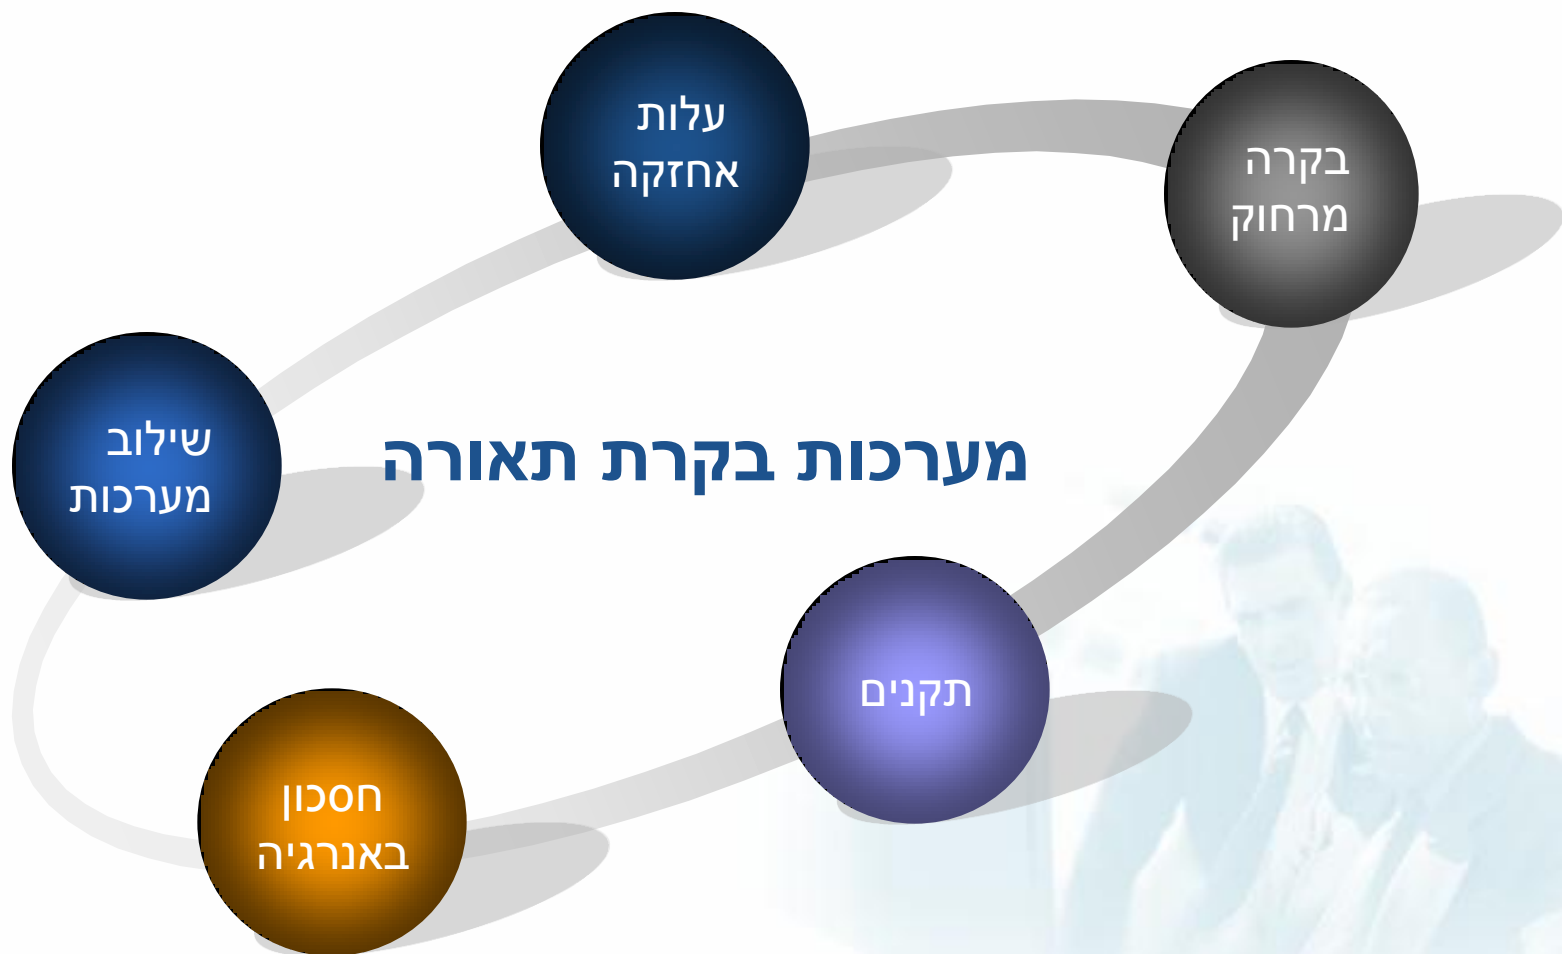 עלות
אחזקה
בקרה
מרחוק
שילוב
מערכות
מערכות בקרת תאורה
תקנים
חסכון
באנרגיה